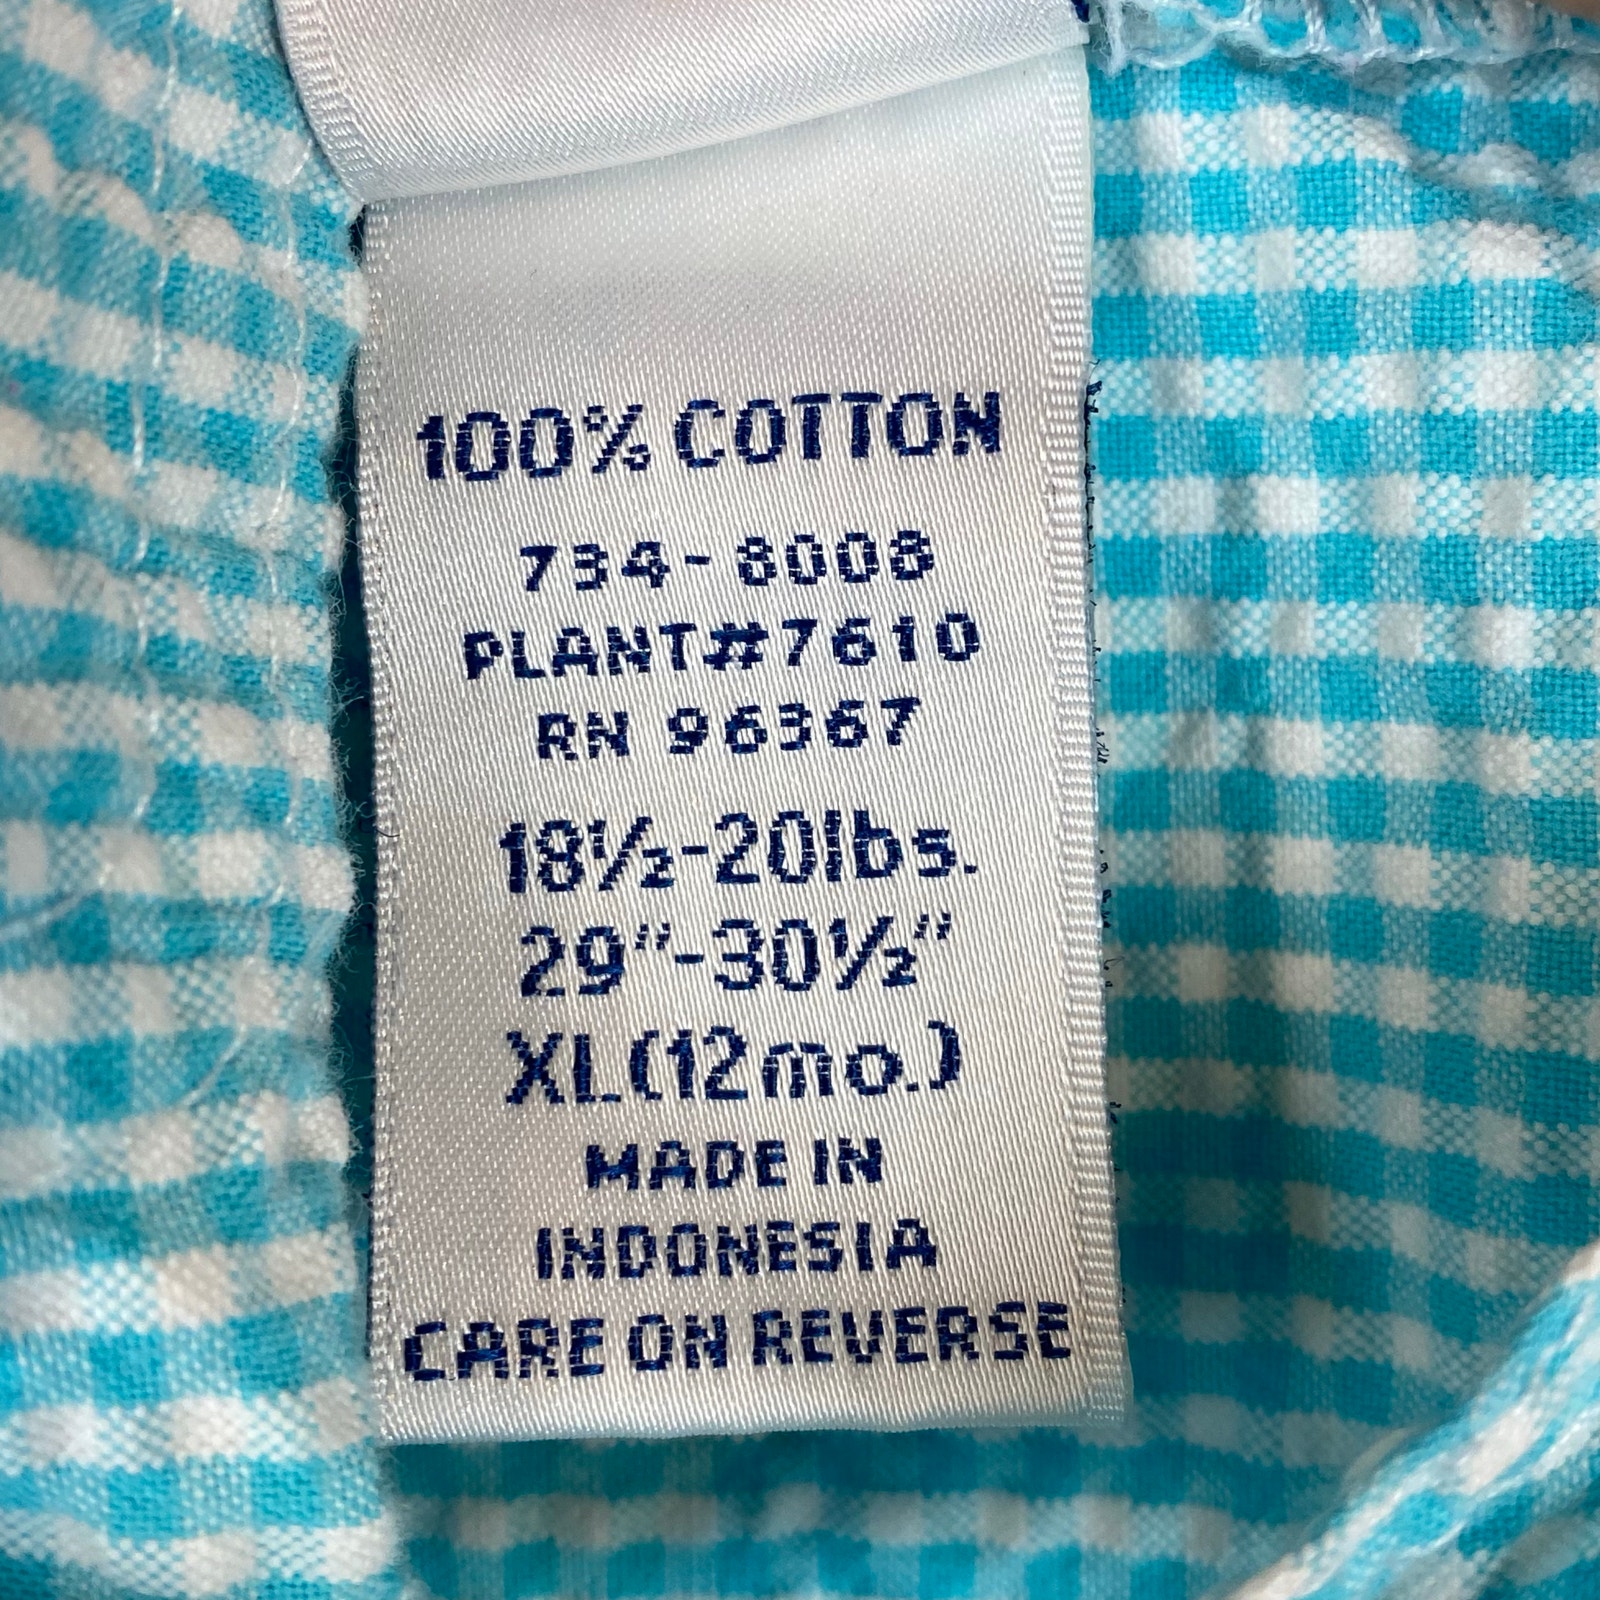 100% COTTON
734-8008
PLANT#7610
RN 96367
18½-20lbs.
29"-30½"
XL(12mo.)
MADE IN
INDONESIA
CARE ON REVERSE